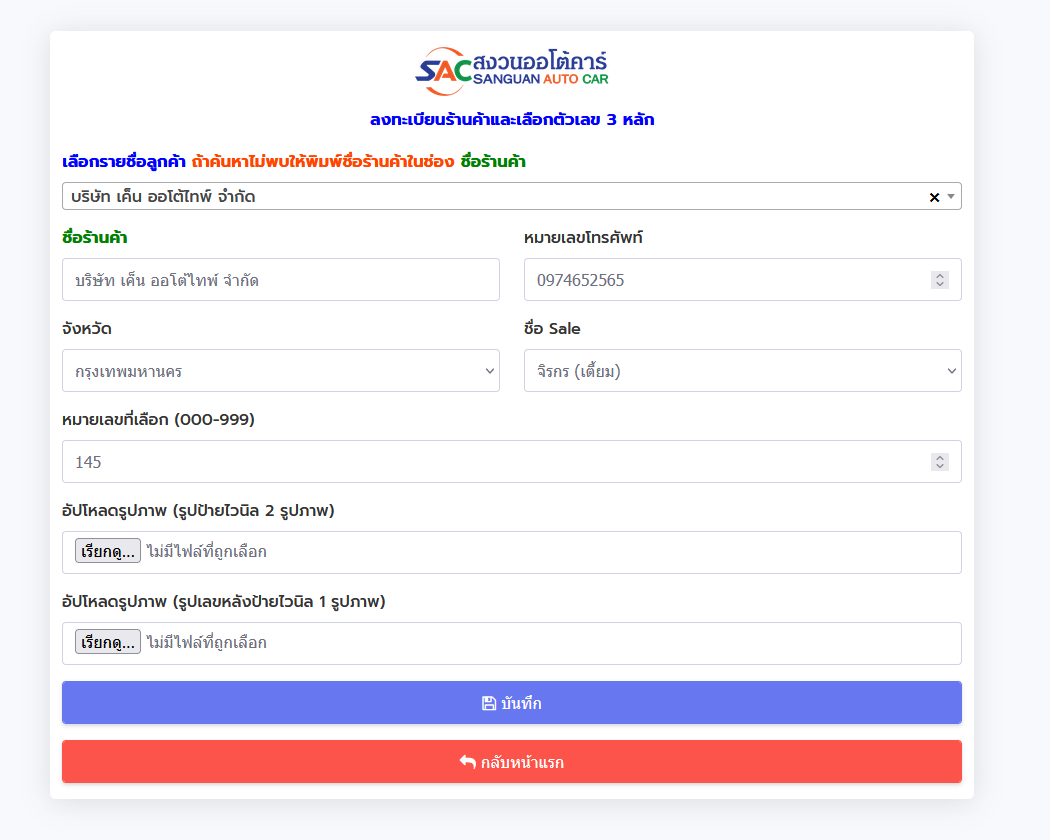 SAC สงวนออโต้คาร์
SANGUAN AUTO CAR
ลงทะเบียนร้านค้าและเลือกตัวเลข 3 หลัก
เลือกรายชื่อลูกค้า ถ้าค้นหาไม่พบให้พิมพ์ชื่อร้านค้าในช่อง ชื่อร้านค้า
บริษัท เค็น ออโต้ไทพ์ จำกัด ×
ชื่อร้านค้า หมายเลขโทรศัพท์
บริษัท เค็น ออโต้ไทพ์ จำกัด 0974652565
จังหวัด ชื่อ Sale
กรุงเทพมหานคร จิรกร (เตี้ยม)
หมายเลขที่เลือก (000-999)
145
อัปโหลดรูปภาพ (รูปป้ายไวนิล 2 รูปภาพ)
เรียกดู... ไม่มีไฟล์ที่ถูกเลือก
อัปโหลดรูปภาพ (รูปเลขหลังป้ายไวนิล 1 รูปภาพ)
เรียกดู... ไม่มีไฟล์ที่ถูกเลือก
บันทึก
กลับหน้าแรก